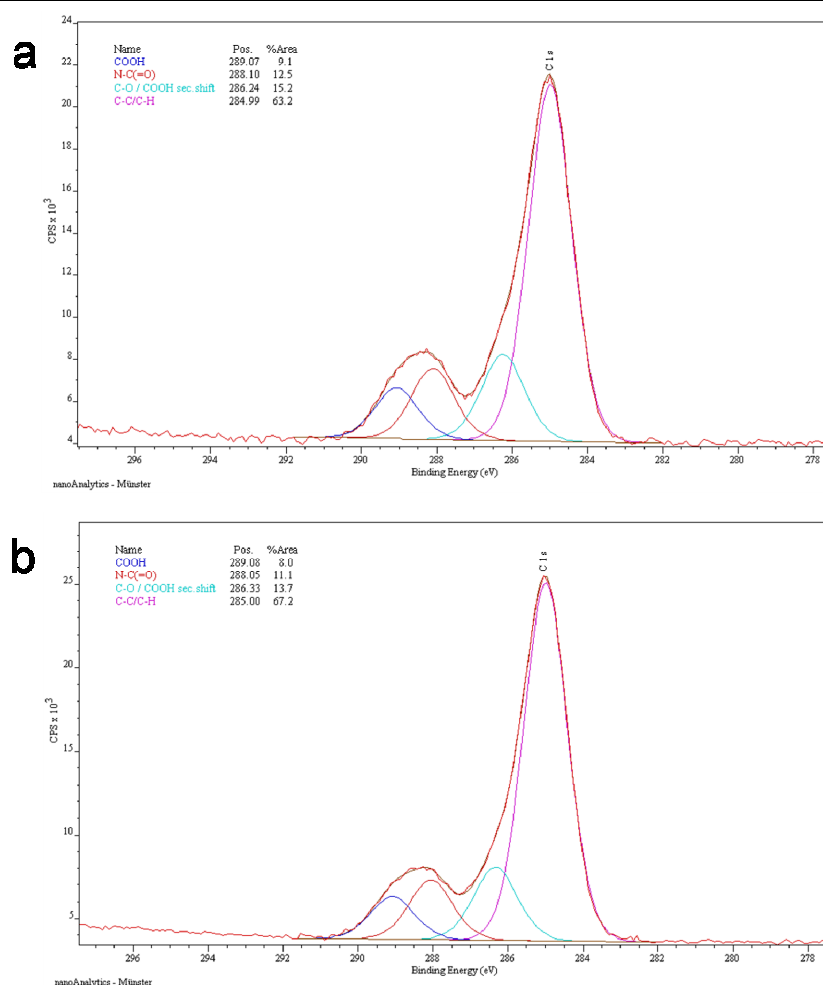 a
Name Pos. %Area
COOH 289.07 9.1
N-C(=O) 288.10 12.5
C-O / COOH sec.shift 286.24 15.2
C-C/C-H 284.99 63.2
C 1s
24
22
20
18
16
14
12
10
8
6
4
CPS x 10³
296 294 292 290 288 286 284 282 280 278
Binding Energy (eV)
nanoAnalytics - Münster
b
Name Pos. %Area
COOH 289.08 8.0
N-C(=O) 288.05 11.1
C-O / COOH sec.shift 286.33 13.7
C-C/C-H 285.00 67.2
C 1s
25
20
15
10
5
CPS x 10³
296 294 292 290 288 286 284 282 280 278
Binding Energy (eV)
nanoAnalytics - Münster